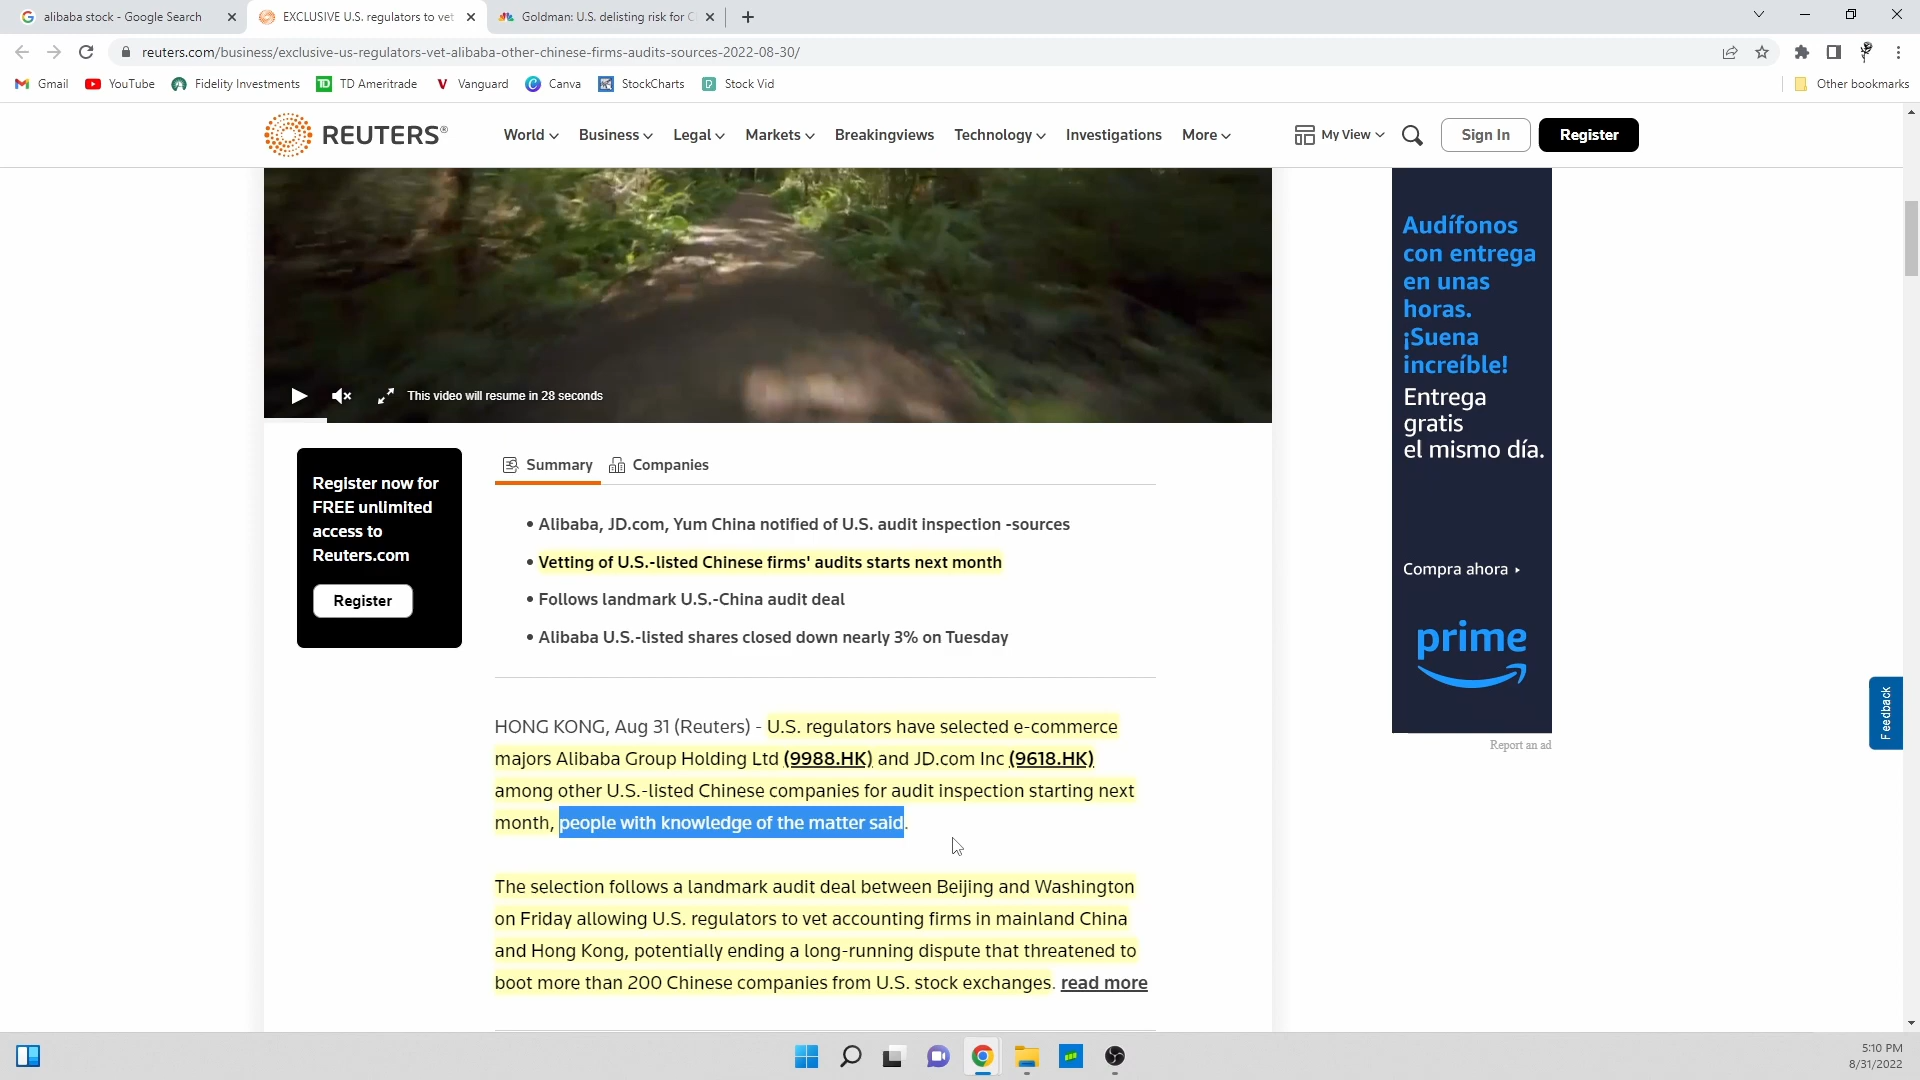 alibaba stock - Google Search
EXCLUSIVE U.S. regulators to vet
Goldman: U.S. delisting risk for C
reuters.com/business/exclusive-us-regulators-vet-alibaba-other-chinese-firms-audits-sources-2022-08-30/
Gmail YouTube Fidelity Investments TD Ameritrade Vanguard Canva StockCharts Stock Vid Other bookmarks
REUTERS® World Business Legal Markets Breakingviews Technology Investigations More My View Sign In Register
This video will resume in 28 seconds
Register now for
FREE unlimited
access to
Reuters.com
Register
Summary Companies
• Alibaba, JD.com, Yum China notified of U.S. audit inspection -sources
• Vetting of U.S.-listed Chinese firms' audits starts next month
• Follows landmark U.S.-China audit deal
• Alibaba U.S.-listed shares closed down nearly 3% on Tuesday
HONG KONG, Aug 31 (Reuters) - U.S. regulators have selected e-commerce
majors Alibaba Group Holding Ltd (9988.HK) and JD.com Inc (9618.HK)
among other U.S.-listed Chinese companies for audit inspection starting next
month, people with knowledge of the matter said.
The selection follows a landmark audit deal between Beijing and Washington
on Friday allowing U.S. regulators to vet accounting firms in mainland China
and Hong Kong, potentially ending a long-running dispute that threatened to
boot more than 200 Chinese companies from U.S. stock exchanges. read more
Audífonos
con entrega
en unas
horas.
¡Suena
increíble!
Entrega
gratis
el mismo día.
Compra ahora
prime
Report an ad
Feedback
5:10 PM
8/31/2022